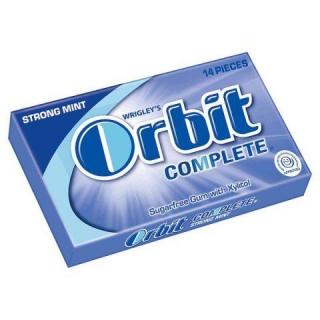 STRONG MINT
14 PIECES
WRIGLEY'S
Orbit
COMPLETE®
Sugarfree Gum with Xylitol
Orbit COMPLETE®
STRONG MINT